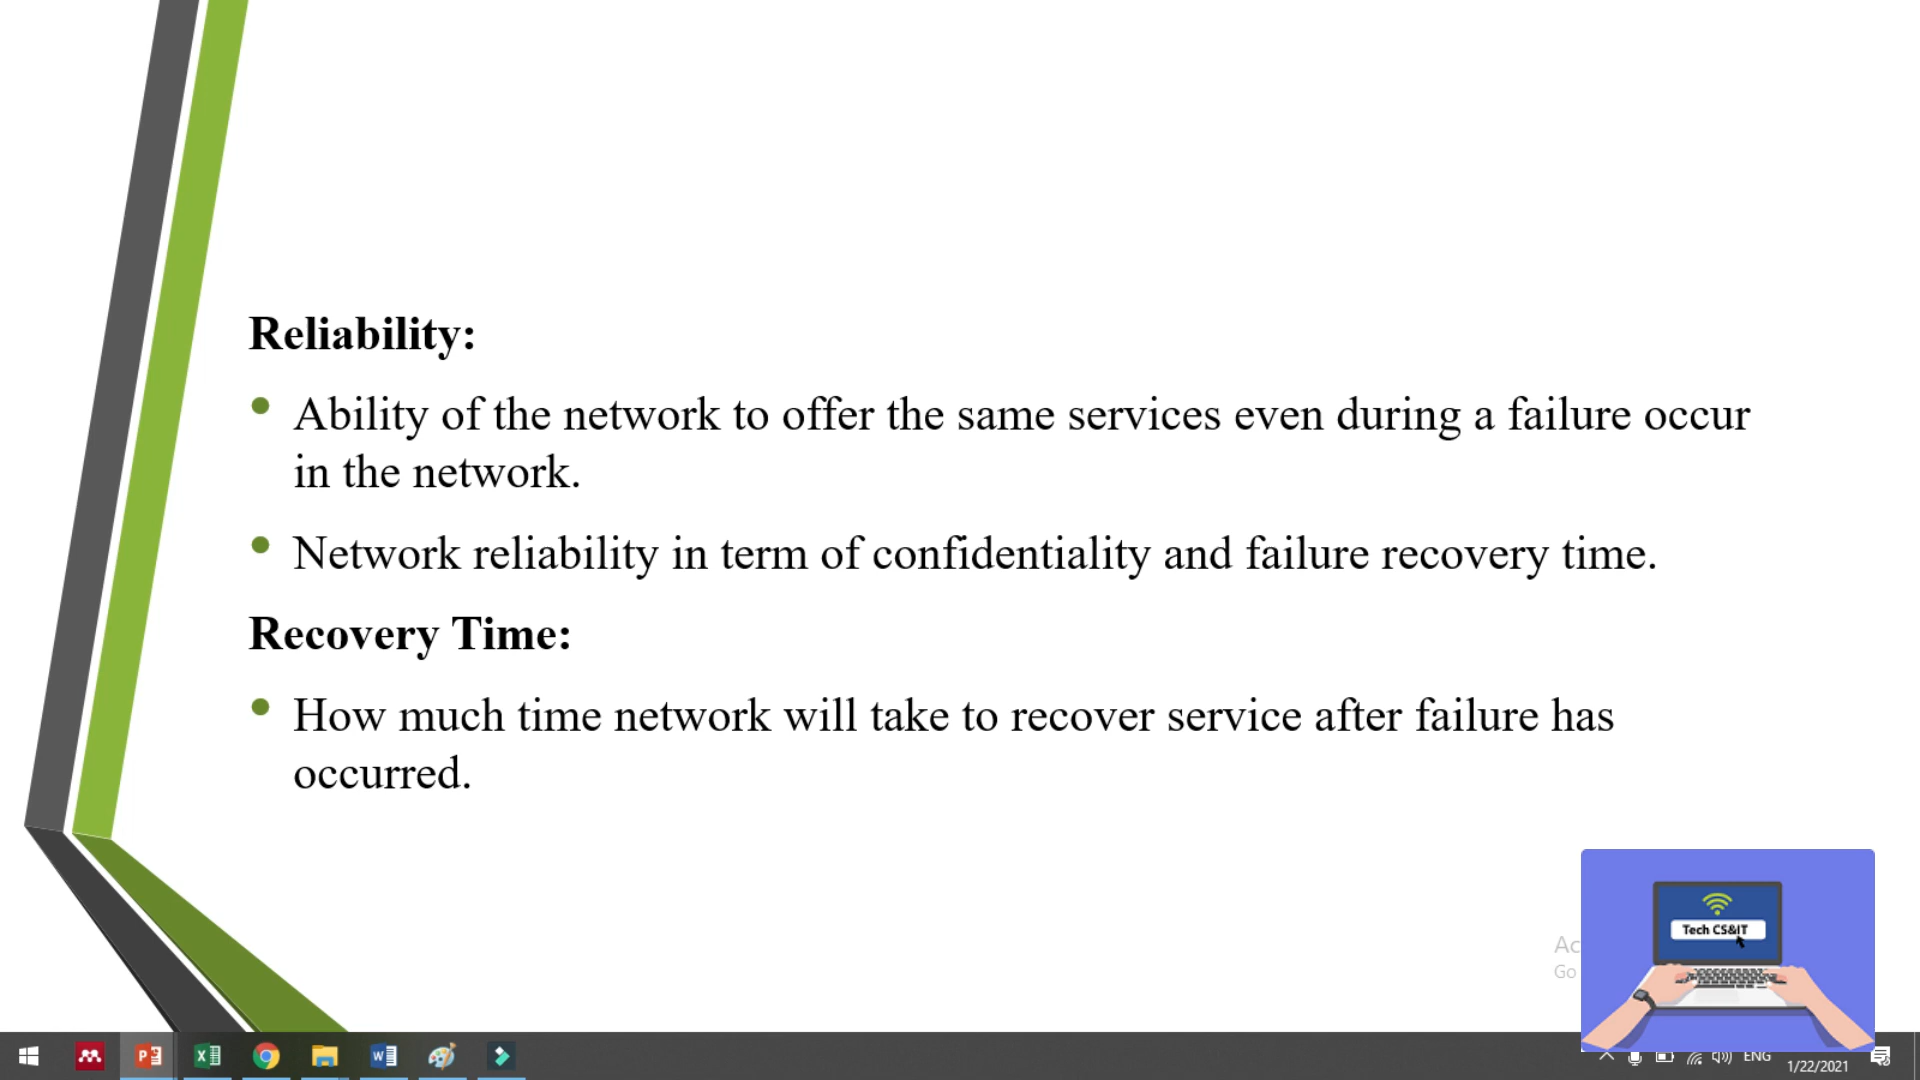 Reliability:
Ability of the network to offer the same services even during a failure occur
in the network.
Network reliability in term of confidentiality and failure recovery time.
Recovery Time:
How much time network will take to recover service after failure has
occurred.
Tech CS&IT
Ac
Go
ENG
1/22/2021